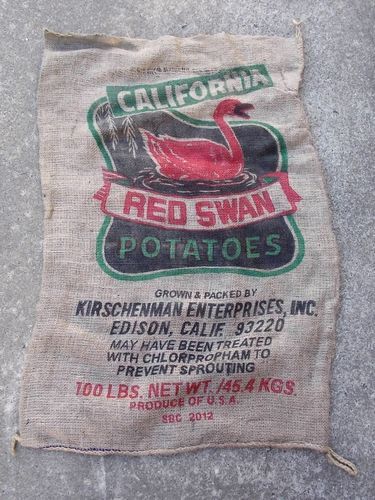 CALIFORNIA
RED SWAN
POTATOES
GROWN & PACKED BY
KIRSCHENMAN ENTERPRISES, INC.
EDISON, CALIF. 93220
MAY HAVE BEEN TREATED
WITH CHLORPROPHAM TO
PREVENT SPROUTING
100 LBS. NET WT. /45.4 KGS
PRODUCE OF U.S.A.
SBC 2012